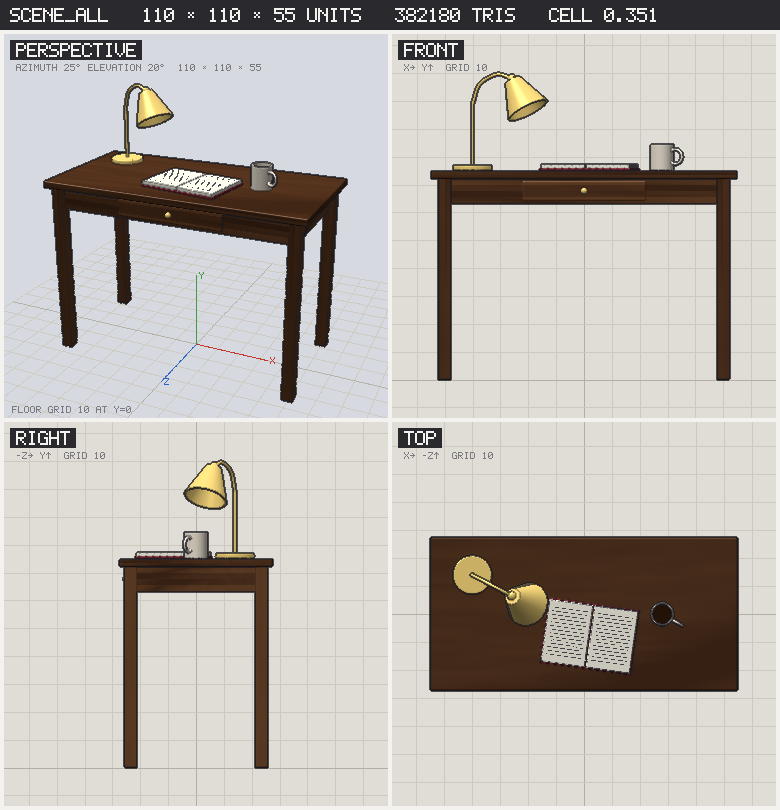 SCENE_ALL 110 × 110 × 55 UNITS 382180 TRIS CELL 0.351
PERSPECTIVE
AZIMUTH 25° ELEVATION 20° 110 × 110 × 55
Y
X
Z
FLOOR GRID 10 AT Y=0
FRONT
X→ Y↑ GRID 10
RIGHT
-Z→ Y↑ GRID 10
TOP
X→ -Z↑ GRID 10